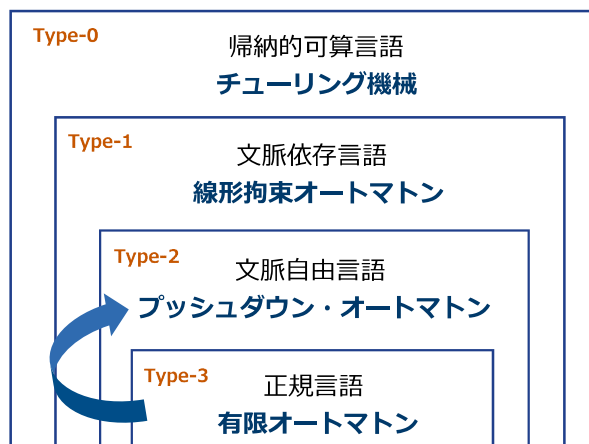 Type-0
帰納的可算言語
チューリング機械
Type-1
文脈依存言語
線形拘束オートマトン
Type-2
文脈自由言語
プッシュダウン・オートマトン
Type-3
正規言語
有限オートマトン